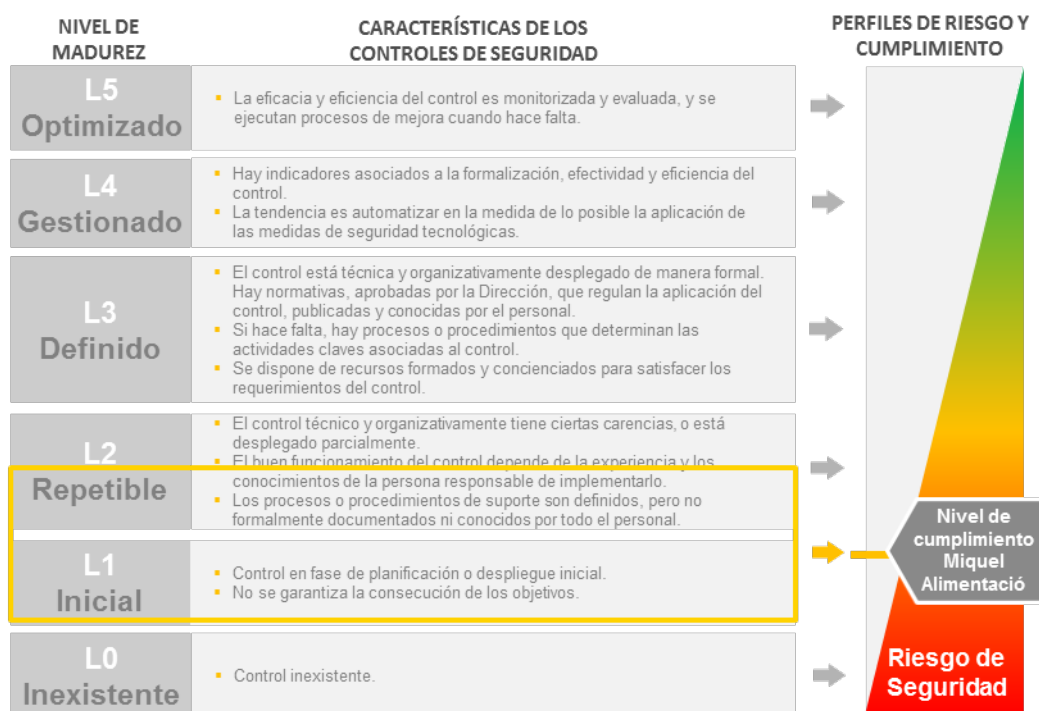 NIVEL DE
MADUREZ
CARACTERÍSTICAS DE LOS
CONTROLES DE SEGURIDAD
PERFILES DE RIESGO Y
CUMPLIMIENTO
L5
Optimizado
▪ La eficacia y eficiencia del control es monitorizada y evaluada, y se
ejecutan procesos de mejora cuando hace falta.
L4
Gestionado
▪ Hay indicadores asociados a la formalización, efectividad y eficiencia del
control.
▪ La tendencia es automatizar en la medida de lo posible la aplicación de
las medidas de seguridad tecnológicas.
L3
Definido
▪ El control está técnica y organizativamente desplegado de manera formal.
Hay normativas, aprobadas por la Dirección, que regulan la aplicación del
control, publicadas y conocidas por el personal.
▪ Si hace falta, hay procesos o procedimientos que determinan las
actividades claves asociadas al control.
▪ Se dispone de recursos formados y concienciados para satisfacer los
requerimientos del control.
L2
Repetible
▪ El control técnico y organizativamente tiene ciertas carencias, o está
desplegado parcialmente.
▪ El buen funcionamiento del control depende de la experiencia y los
conocimientos de la persona responsable de implementarlo.
▪ Los procesos o procedimientos de suporte son definidos, pero no
formalmente documentados ni conocidos por todo el personal.
L1
Inicial
▪ Control en fase de planificación o despliegue inicial.
▪ No se garantiza la consecución de los objetivos.
Nivel de
cumplimiento
Miquel
Alimentació
L0
Inexistente
▪ Control inexistente.
Riesgo de
Seguridad